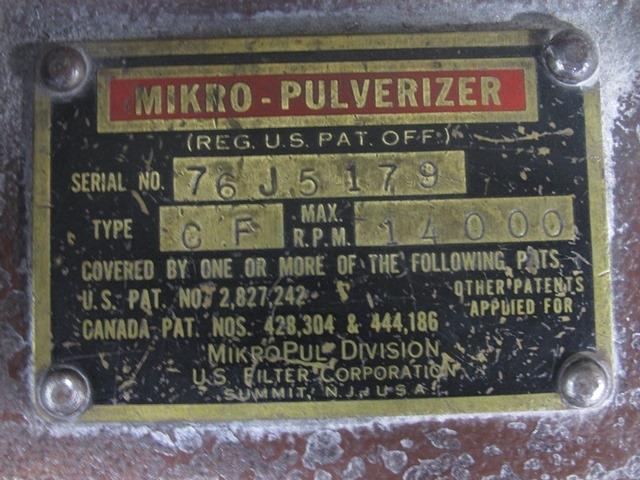 MIKRO-PULVERIZER
(REG. U.S. PAT. OFF.)
SERIAL NO. 76J5179
TYPE CF MAX. R.P.M. 14000
COVERED BY ONE OR MORE OF THE FOLLOWING PATS
U.S. PAT. NO. 2,827,242
OTHER PATENTS APPLIED FOR
CANADA PAT. NOS. 428,304 & 444,186
MIKROPUL DIVISION
U.S. FILTER CORPORATION
SUMMIT, N.J. U.S.A.